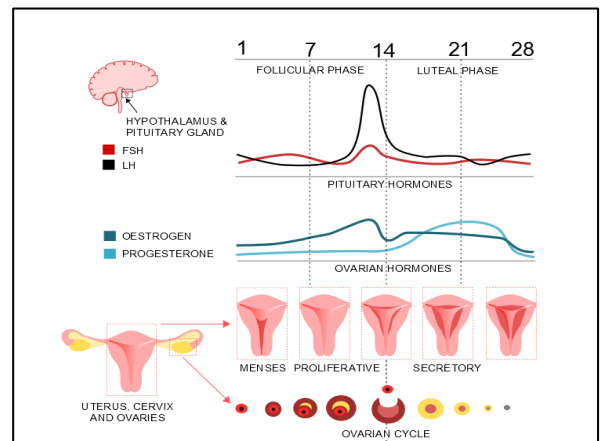 1 7 14 21 28
FOLLICULAR PHASE LUTEAL PHASE
HYPOTHALAMUS &
PITUITARY GLAND
FSH
LH
PITUITARY HORMONES
OESTROGEN
PROGESTERONE
OVARIAN HORMONES
MENSES PROLIFERATIVE SECRETORY
UTERUS, CERVIX
AND OVARIES
OVARIAN CYCLE